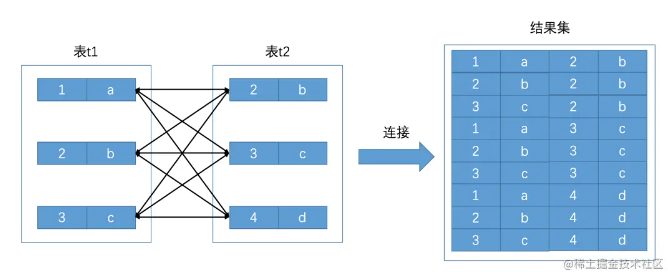 表t1
表t2
结果集
1 a
2 b
3 c
2 b
3 c
4 d
连接
1 a 2 b
2 b 2 b
3 c 2 b
1 a 3 c
2 b 3 c
3 c 3 c
1 a 4 d
2 b 4 d
3 c 4 d
@稀土掘金技术社区